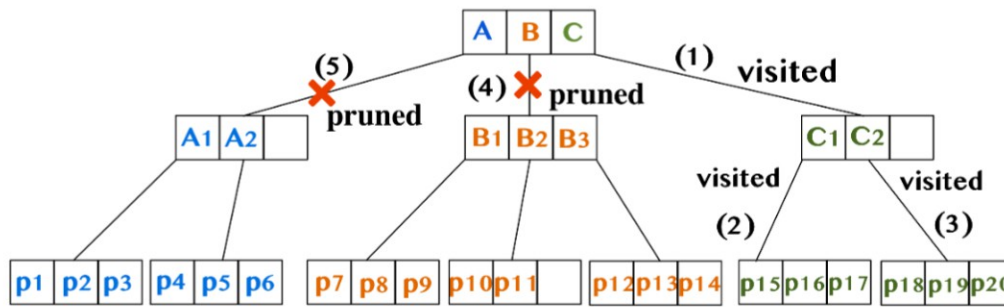 A B C
(5) (4) (1) visited
pruned pruned
A1 A2 B1 B2 B3 C1 C2
visited visited
(2) (3)
p1 p2 p3 p4 p5 p6 p7 p8 p9 p10 p11 p12 p13 p14 p15 p16 p17 p18 p19